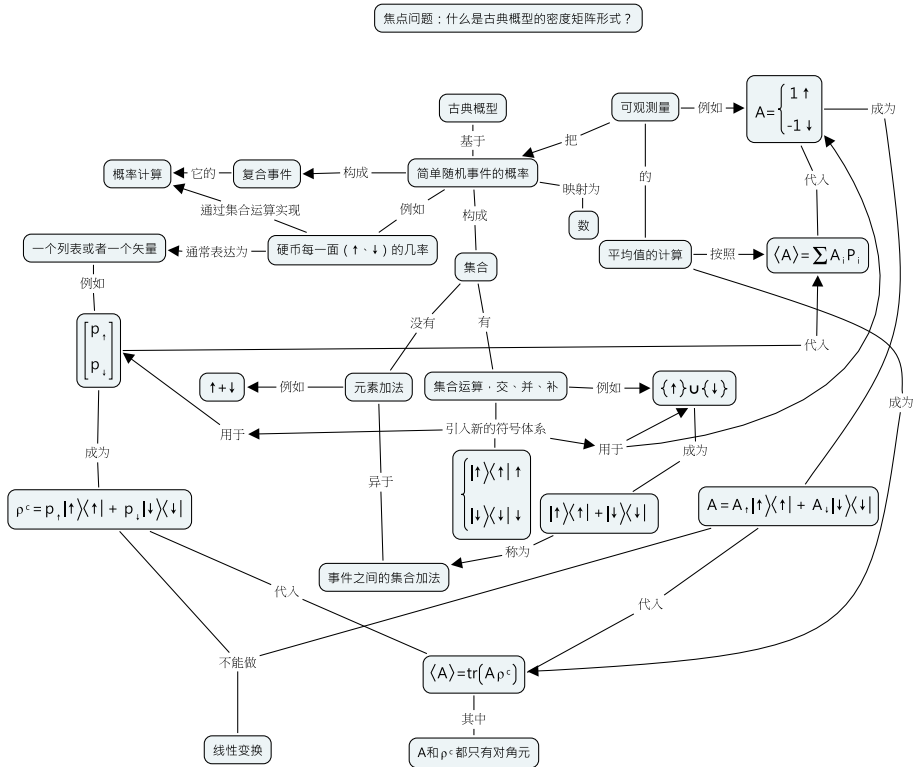 焦点问题：什么是古典概型的密度矩阵形式？
古典概型
可观测量
例如
A={ 1 ↑
-1 ↓
成为
基于
把
概率计算
它的
复合事件
构成
简单随机事件的概率
映射为
的
代入
通过集合运算实现
例如
构成
数
一个列表或者一个矢量
通常表达为
硬币每一面（↑、↓）的几率
集合
平均值的计算
按照
⟨A⟩=∑AᵢPᵢ
例如
没有
有
[p↑
p↓]
代入
↑+↓
例如
元素加法
集合运算，交、并、补
例如
{↑}∪{↓}
成为
用于
引入新的符号体系
用于
成为
成为
{ |↑⟩⟨↑| ↑
|↓⟩⟨↓| ↓
异于
ρᶜ=p↑|↑⟩⟨↑|+ p↓|↓⟩⟨↓|
|↑⟩⟨↑|+|↓⟩⟨↓|
A=A↑|↑⟩⟨↑|+ A↓|↓⟩⟨↓|
称为
事件之间的集合加法
代入
代入
不能做
⟨A⟩=tr(Aρᶜ)
其中
线性变换
A和ρᶜ都只有对角元